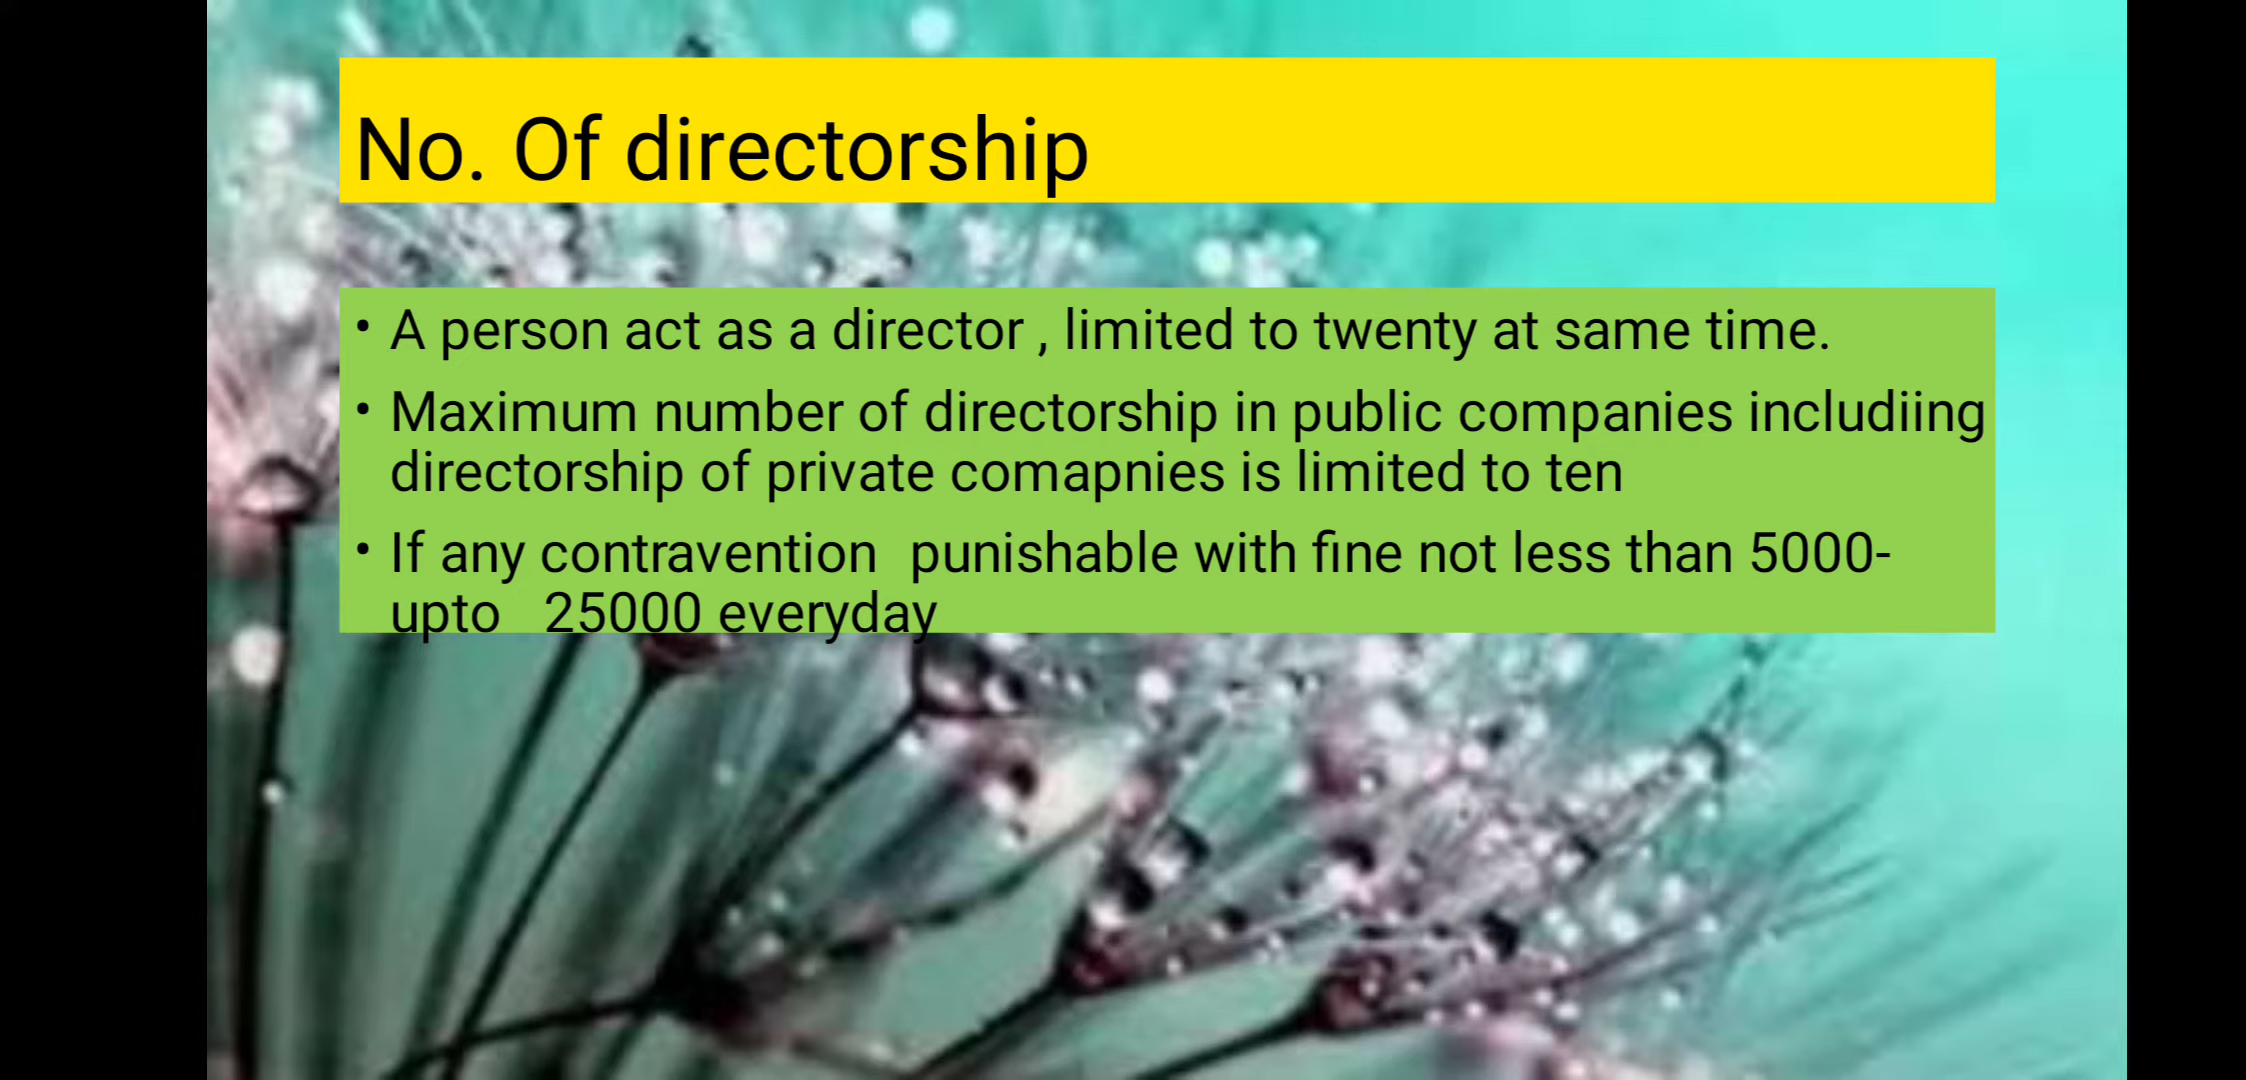 No. Of directorship
• A person act as a director , limited to twenty at same time.
• Maximum number of directorship in public companies includiing
directorship of private comapnies is limited to ten
• If any contravention  punishable with fine not less than 5000-
upto   25000 everyday